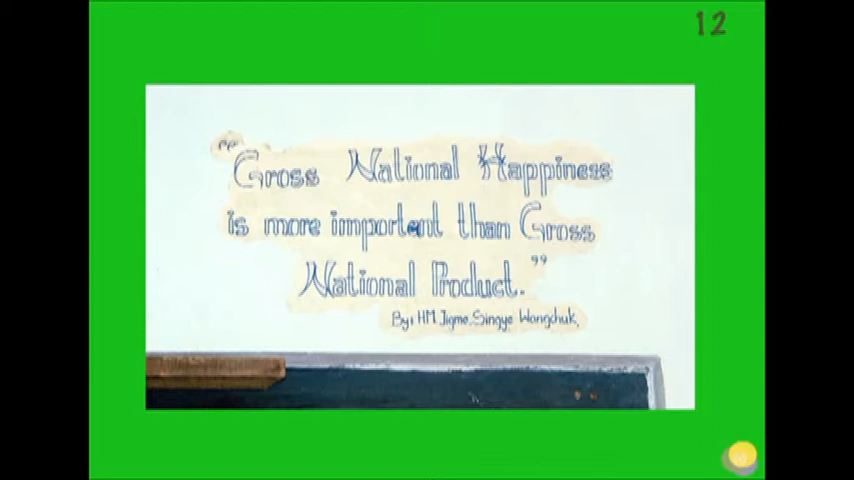 12
"Gross National Happiness
is more important than Gross
National Product."
By: HM Jigme Singye Wangchuk,